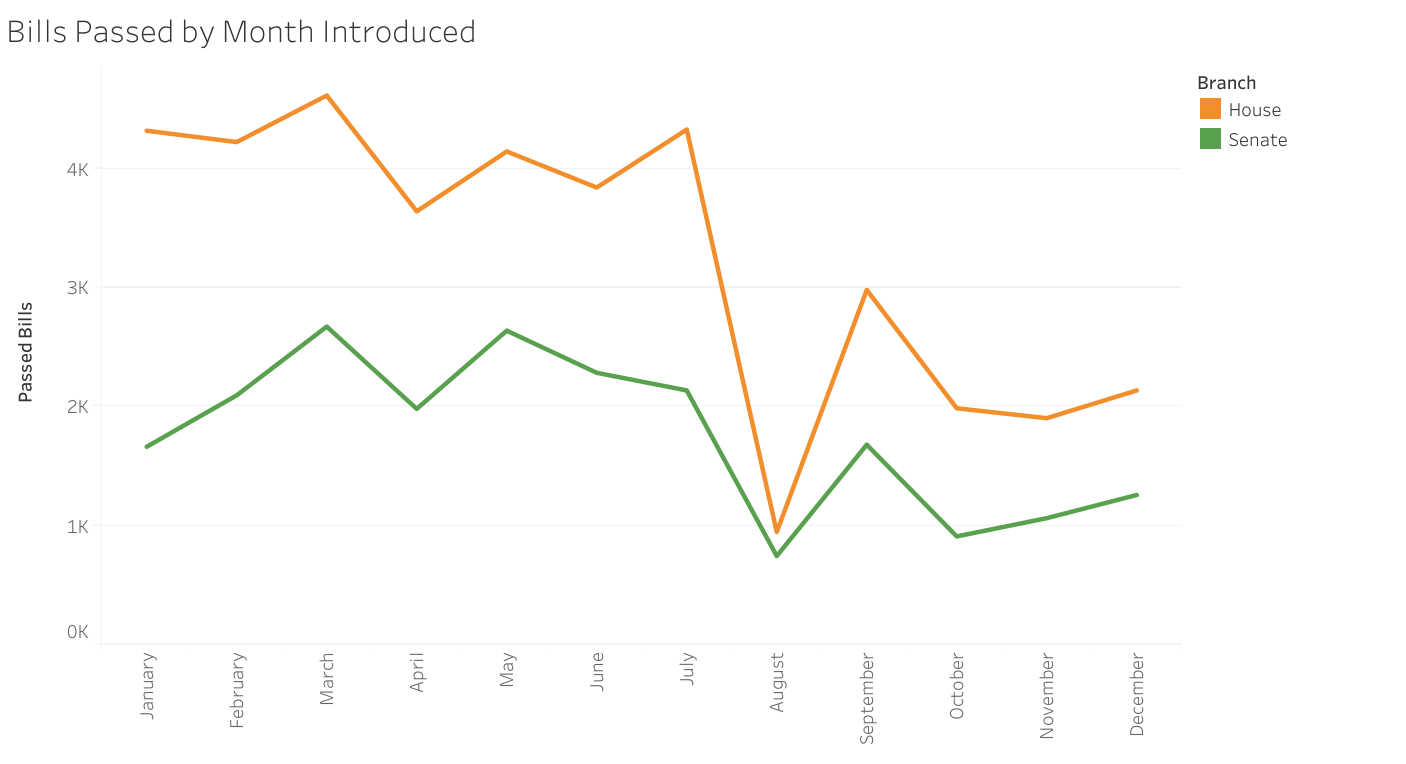 Bills Passed by Month Introduced
Branch
House
Senate
Passed Bills
4K
3K
2K
1K
0K
January
February
March
April
May
June
July
August
September
October
November
December